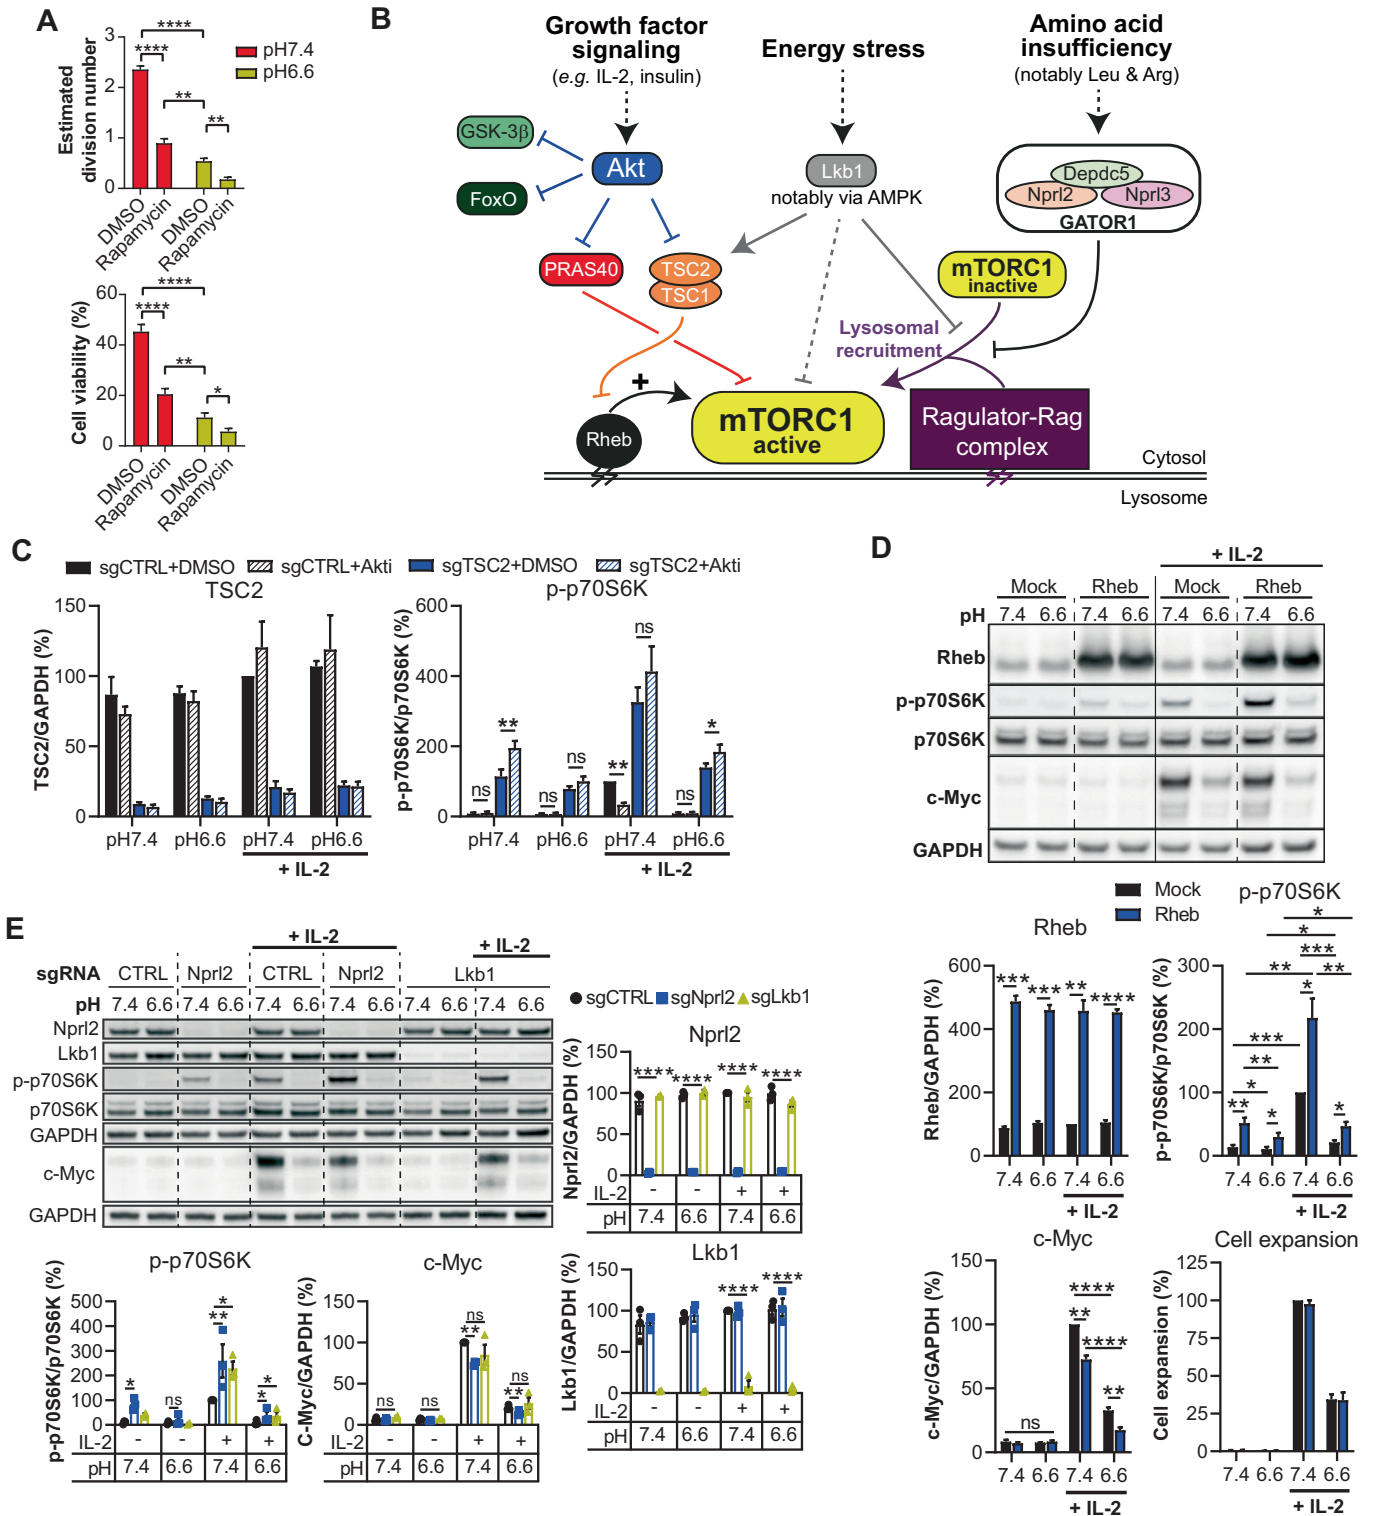 A
pH7.4
pH6.6
Estimated
division number
3
2
1
0
****
****
**
**
DMSO
Rapamycin
DMSO
Rapamycin
Cell viability (%)
60
40
20
0
****
****
**
*
DMSO
Rapamycin
DMSO
Rapamycin
B
Growth factor
signaling
(e.g. IL-2, insulin)
Energy stress
Amino acid
insufficiency
(notably Leu & Arg)
GSK-3β
FoxO
Akt
Lkb1
notably via AMPK
Depdc5
Nprl2
Nprl3
GATOR1
PRAS40
TSC2
TSC1
mTORC1
inactive
Lysosomal
recruitment
+
Rheb
mTORC1
active
Ragulator-Rag
complex
Cytosol
Lysosome
C
sgCTRL+DMSO
sgCTRL+Akti
sgTSC2+DMSO
sgTSC2+Akti
TSC2
TSC2/GAPDH (%)
150
100
50
0
pH7.4 pH6.6 pH7.4 pH6.6
+ IL-2
p-p70S6K
p-p70S6K/p70S6K (%)
600
400
200
0
ns ** ns ns ** ns ns *
pH7.4 pH6.6 pH7.4 pH6.6
+ IL-2
D
+ IL-2
Mock Rheb Mock Rheb
pH 7.4 6.6 7.4 6.6 7.4 6.6 7.4 6.6
Rheb
p-p70S6K
p70S6K
c-Myc
GAPDH
Mock
Rheb
Rheb
Rheb/GAPDH (%)
600
400
200
0
*** *** ** ****
7.4 6.6 7.4 6.6
+ IL-2
p-p70S6K
p-p70S6K/p70S6K (%)
300
200
100
0
*
*
***
** **
*
***
**
*
** * *
7.4 6.6 7.4 6.6
+ IL-2
c-Myc
c-Myc/GAPDH (%)
150
100
50
0
****
**
****
**
ns
7.4 6.6 7.4 6.6
+ IL-2
Cell expansion
Cell expansion (%)
125
100
75
50
25
0
7.4 6.6 7.4 6.6
+ IL-2
E
+ IL-2
+ IL-2
sgRNA CTRL Nprl2 CTRL Nprl2 Lkb1
pH 7.4 6.6 7.4 6.6 7.4 6.6 7.4 6.6 7.4 6.6 7.4 6.6
Nprl2
Lkb1
p-p70S6K
p70S6K
GAPDH
c-Myc
GAPDH
sgCTRL sgNprl2 sgLkb1
Nprl2
Nprl2/GAPDH (%)
150
100
50
0
**** **** **** ****
IL-2 - - + +
pH 7.4 6.6 7.4 6.6
Lkb1
Lkb1/GAPDH (%)
150
100
50
0
**** ****
IL-2 - - + +
pH 7.4 6.6 7.4 6.6
p-p70S6K
p-p70S6K/p70S6K (%)
500
400
300
200
100
0
* ns ** * * *
IL-2 - - + +
pH 7.4 6.6 7.4 6.6
c-Myc
C-Myc/GAPDH (%)
150
100
50
0
ns ns ** ns ** ns
IL-2 - - + +
pH 7.4 6.6 7.4 6.6